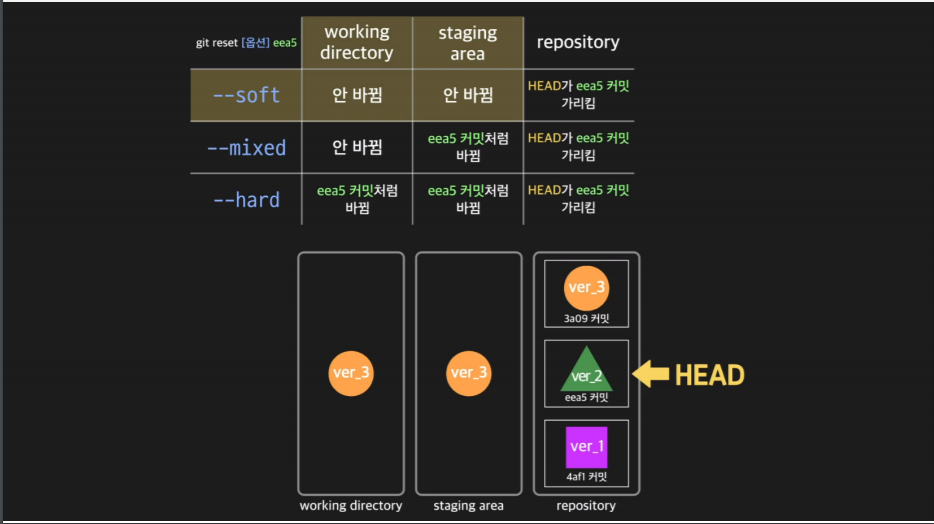 git reset [옵션] eea5
working
directory
staging
area
repository
--soft
안 바뀜
안 바뀜
HEAD가 eea5 커밋
가리킴
--mixed
안 바뀜
eea5 커밋처럼
바뀜
HEAD가 eea5 커밋
가리킴
--hard
eea5 커밋처럼
바뀜
eea5 커밋처럼
바뀜
HEAD가 eea5 커밋
가리킴
ver_3
ver_3
ver_3
3a09 커밋
ver_2
eea5 커밋
HEAD
ver_1
4af1 커밋
working directory
staging area
repository